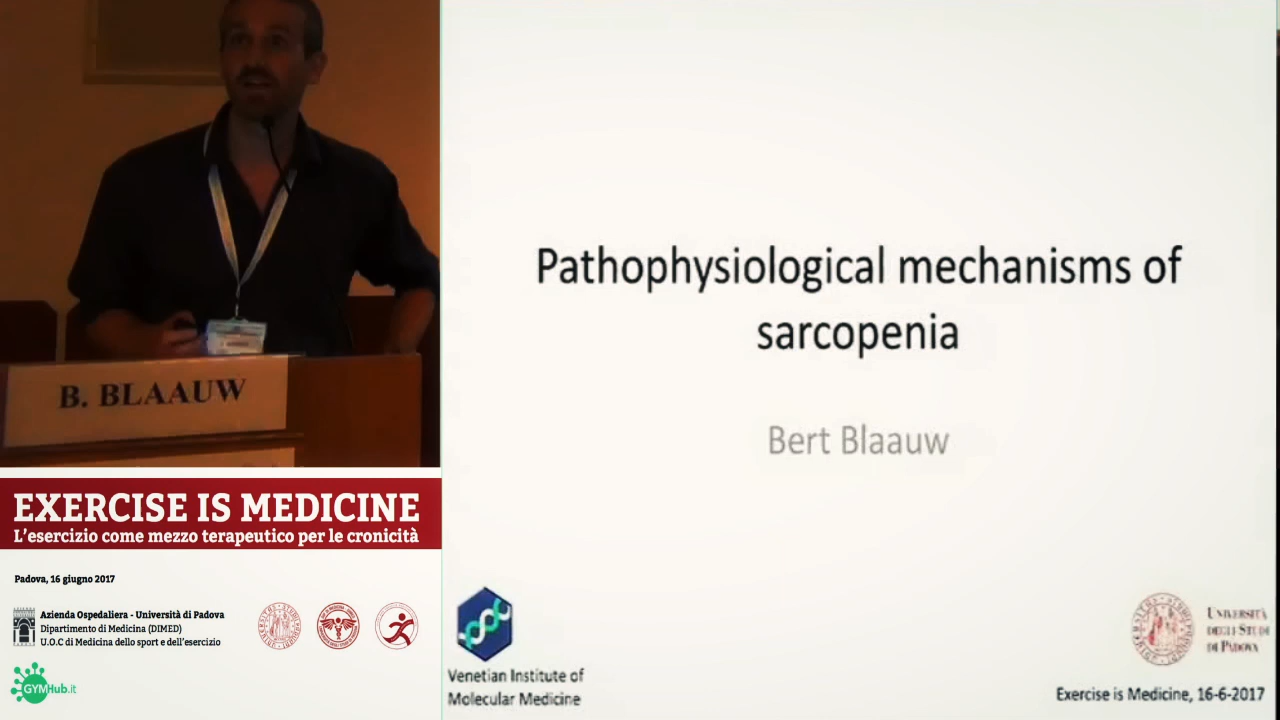 B. BLAAUW
EXERCISE IS MEDICINE
L'esercizio come mezzo terapeutico per le cronicità
Padova, 16 giugno 2017
Azienda Ospedaliera - Università di Padova
Dipartimento di Medicina (DIMED)
U.O.C di Medicina dello sport e dell'esercizio
GYMHub.it
Pathophysiological mechanisms of
sarcopenia
Bert Blaauw
Venetian Institute of
Molecular Medicine
UNIVERSITÀ
DEGLI STUDI
DI PADOVA
Exercise is Medicine, 16-6-2017